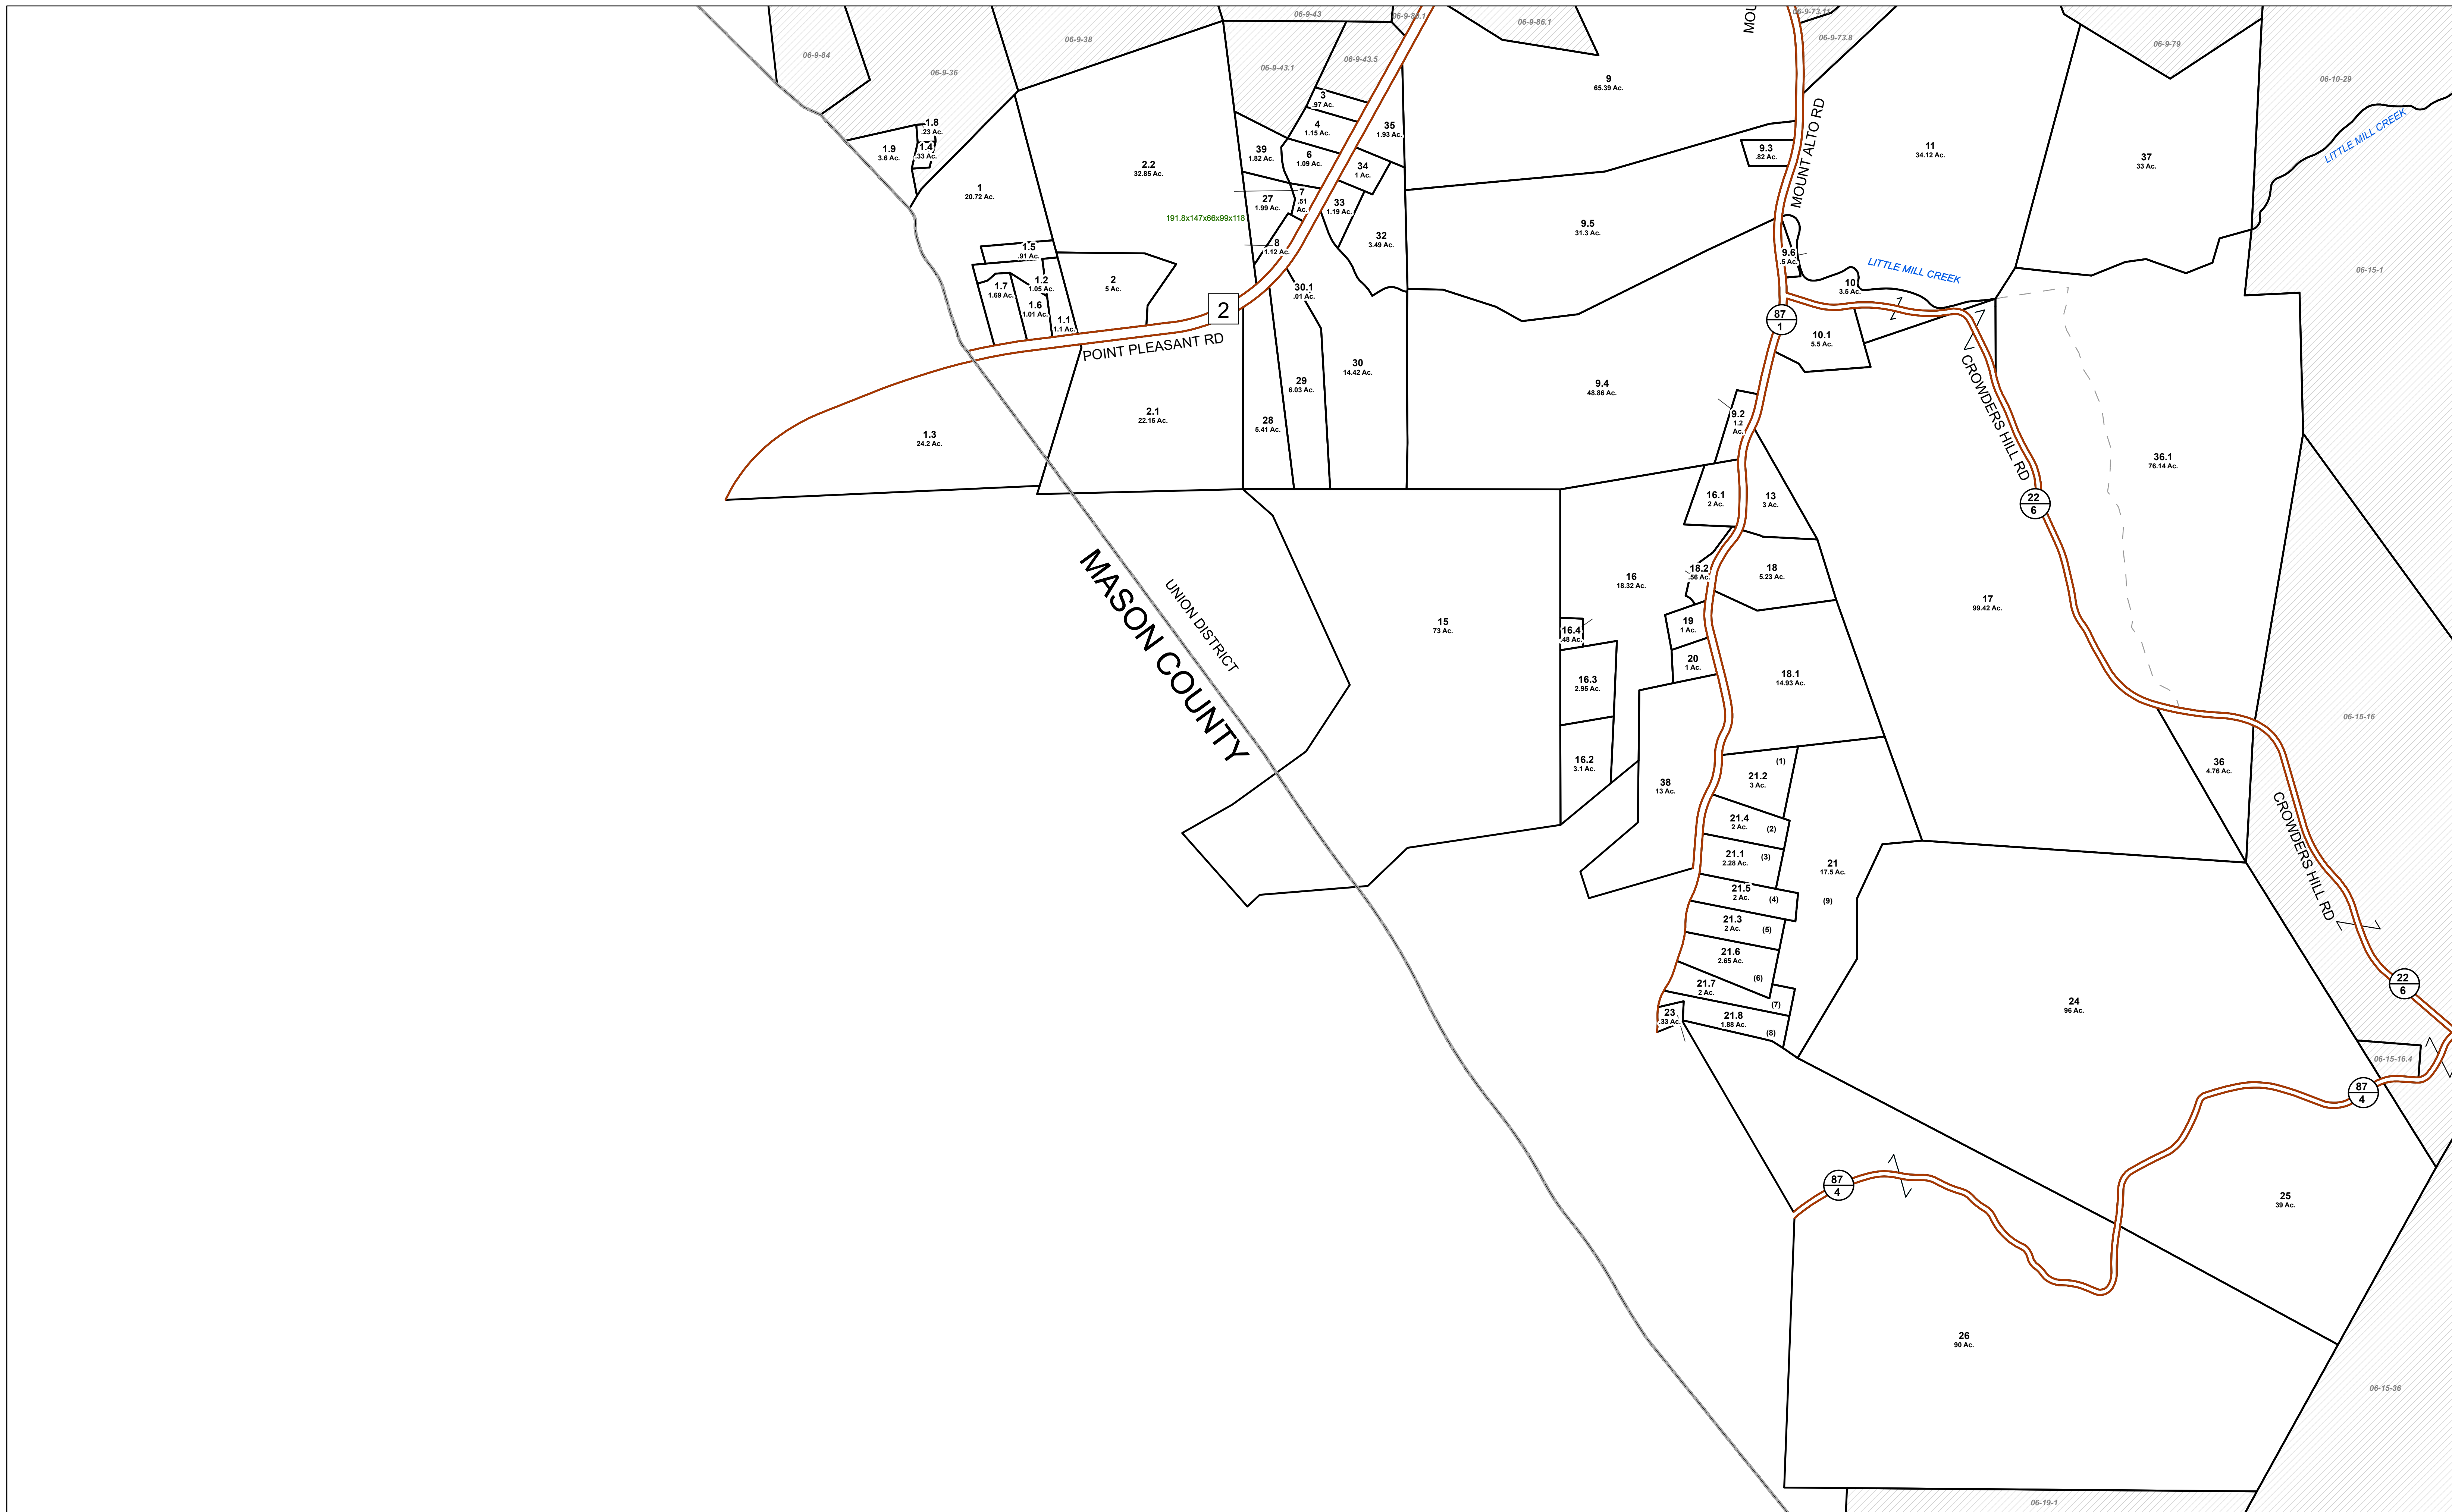 06-9-43
06-9-86.1
06-9-73.11
06-9-38
06-9-73.8
06-9-79
06-9-84
06-9-36
06-9-43.1
06-9-43.5
06-10-29
9
65.39 Ac.
3
.97 Ac.
4
1.15 Ac.
35
1.93 Ac.
1.8
.23 Ac.
1.4
.33 Ac.
1.9
3.6 Ac.
39
1.82 Ac.
6
1.09 Ac.
34
1 Ac.
9.3
.82 Ac.
11
34.12 Ac.
37
33 Ac.
LITTLE MILL CREEK
MOUNT ALTO RD
2.2
32.85 Ac.
1
20.72 Ac.
27
1.99 Ac.
7
.51
Ac.
33
1.19 Ac.
191.8x147x66x99x118
32
3.49 Ac.
9.5
31.3 Ac.
8
1.12 Ac.
1.5
.91 Ac.
9.6
.5 Ac.
LITTLE MILL CREEK
06-15-1
1.7
1.69 Ac.
1.2
1.05 Ac.
2
5 Ac.
1.6
1.01 Ac.
1.1
1.1 Ac.
30.1
.01 Ac.
10
3.5 Ac.
2
87
1
10.1
5.5 Ac.
POINT PLEASANT RD
30
14.42 Ac.
29
6.03 Ac.
9.4
48.86 Ac.
CROWDERS HILL RD
2.1
22.15 Ac.
28
5.41 Ac.
9.2
1.2
Ac.
1.3
24.2 Ac.
36.1
76.14 Ac.
16.1
2 Ac.
13
3 Ac.
22
6
MASON COUNTY
UNION DISTRICT
16
18.32 Ac.
18.2
.56 Ac.
18
5.23 Ac.
17
99.42 Ac.
15
73 Ac.
16.4
.48 Ac.
19
1 Ac.
20
1 Ac.
16.3
2.95 Ac.
18.1
14.93 Ac.
06-15-16
16.2
3.1 Ac.
38
13 Ac.
21.2
3 Ac.
(1)
36
4.76 Ac.
21.4
2 Ac.
(2)
CROWDERS HILL RD
21.1
2.28 Ac.
(3)
21
17.5 Ac.
21.5
2 Ac.
(4)
(9)
21.3
2 Ac.
(5)
21.6
2.65 Ac.
(6)
21.7
2 Ac.
(7)
22
6
23
.33 Ac.
21.8
1.88 Ac.
(8)
24
96 Ac.
06-15-16.4
87
4
87
4
25
39 Ac.
26
90 Ac.
06-15-36
06-19-1